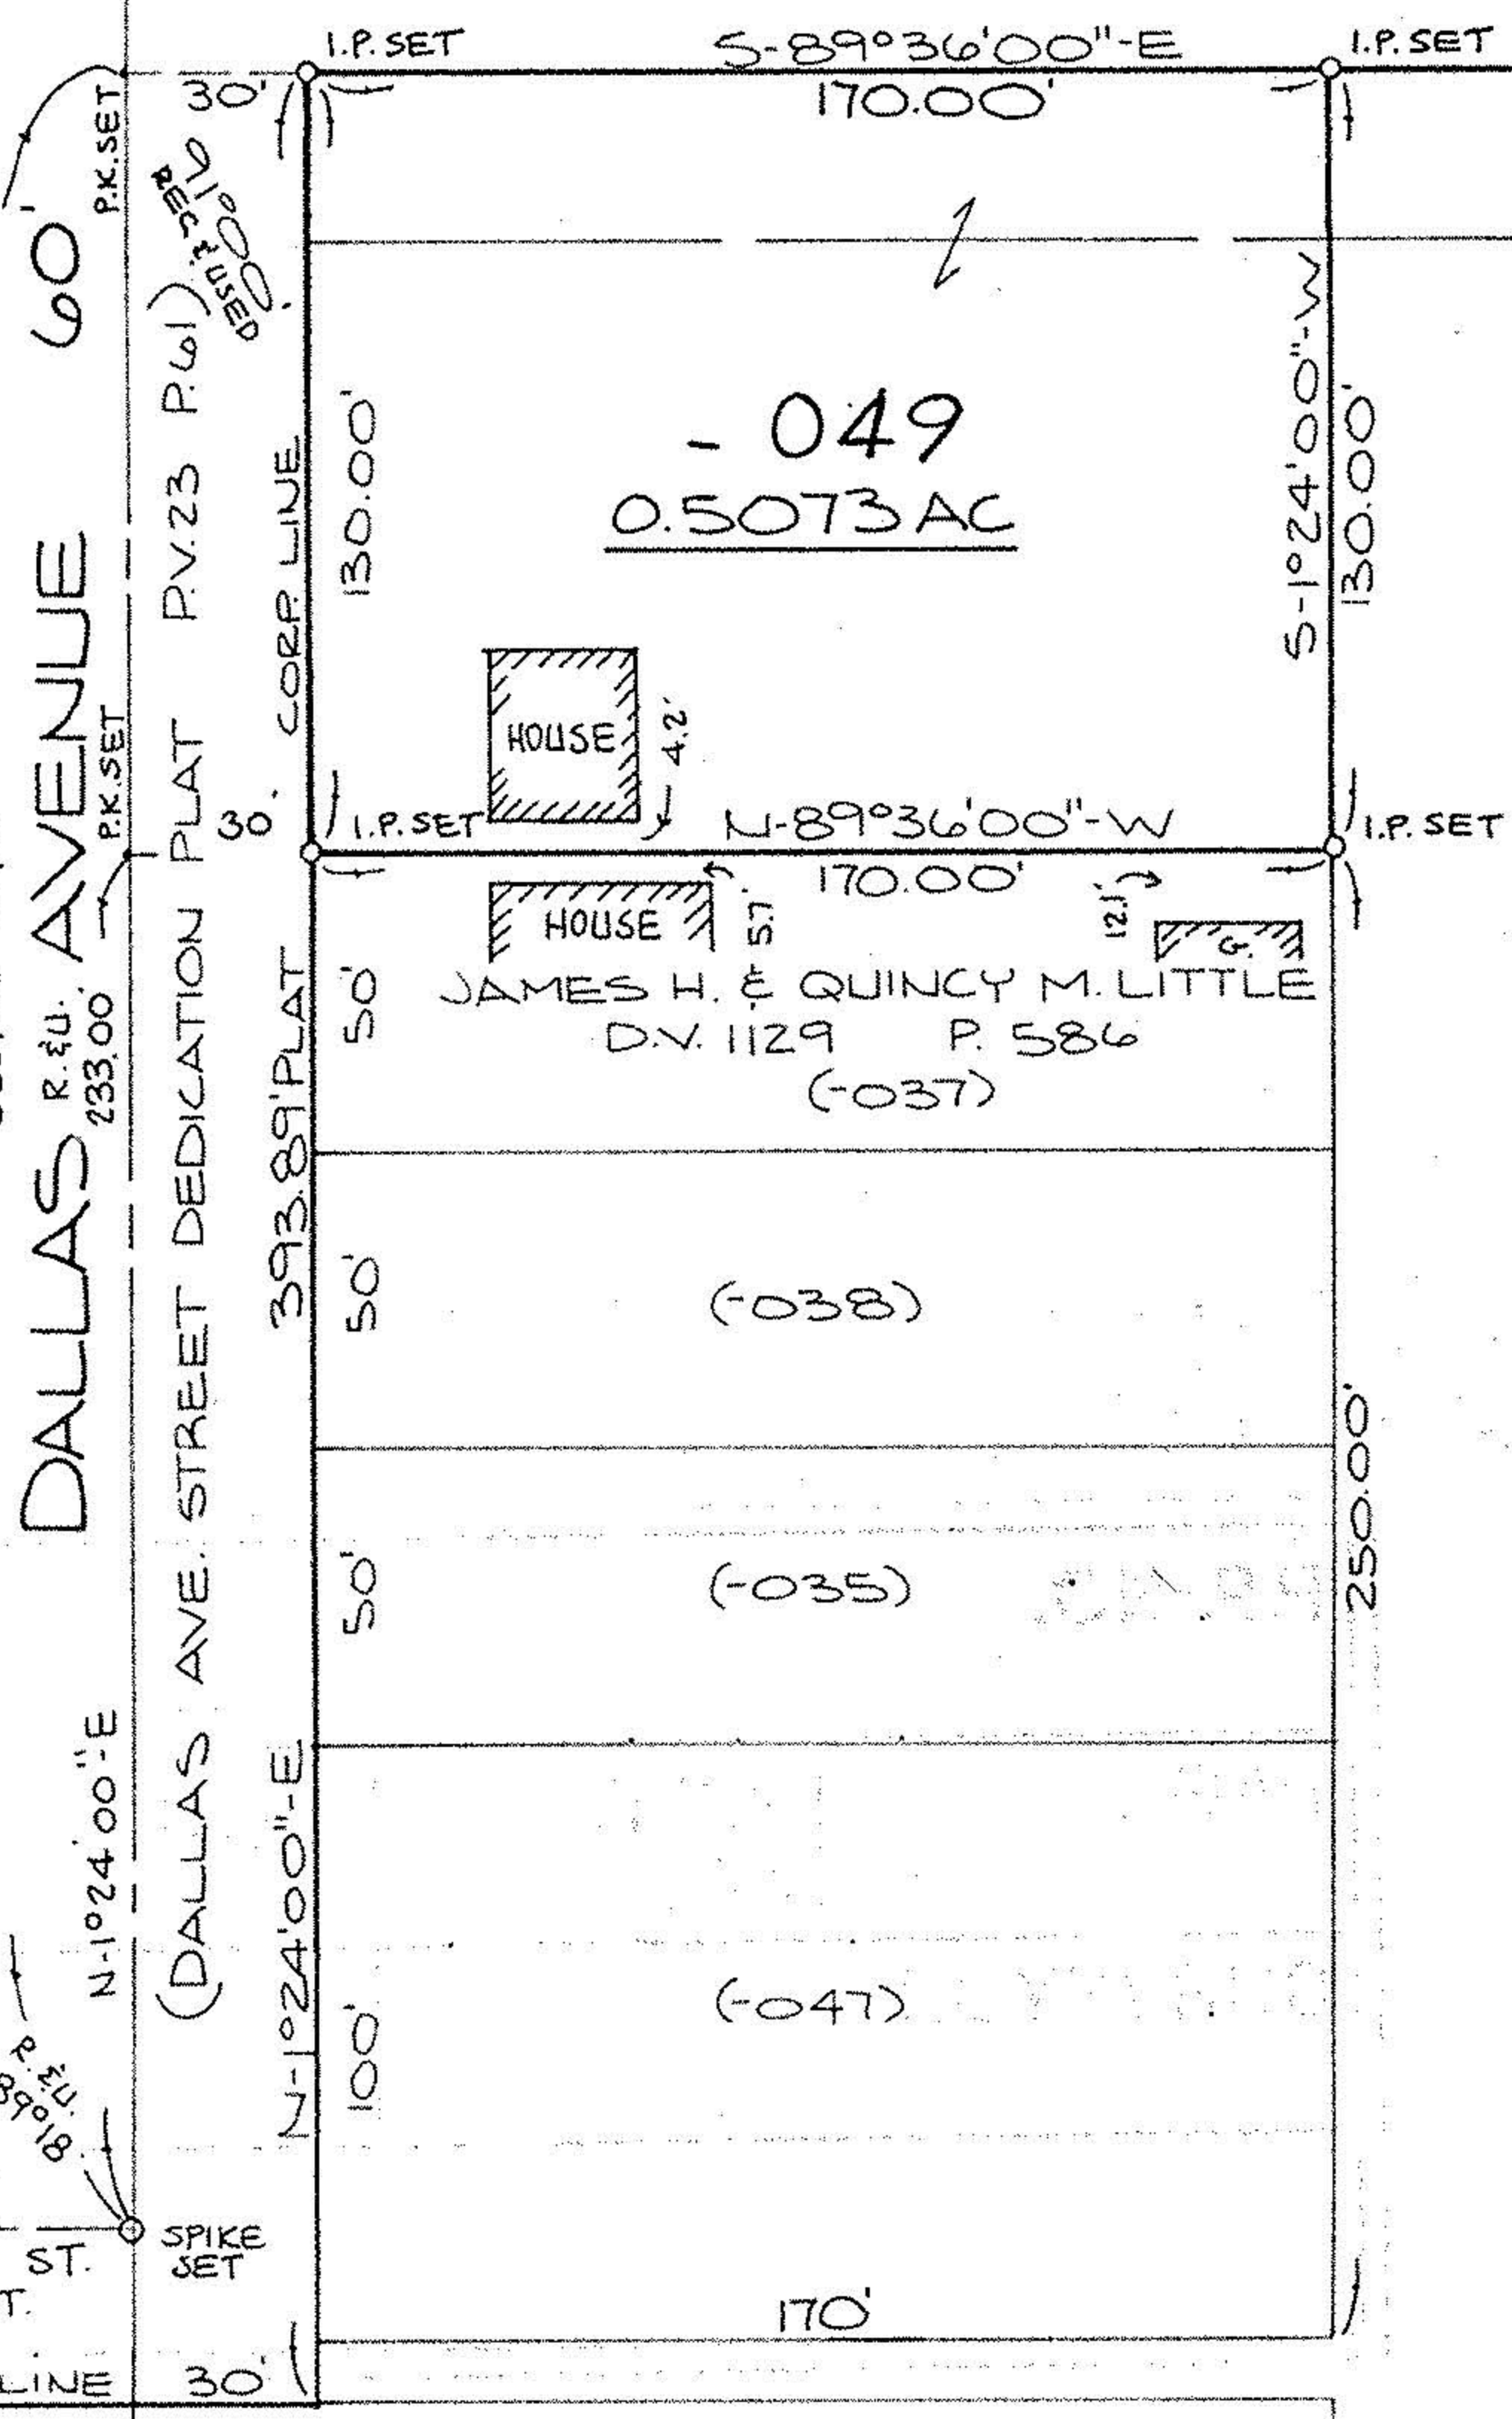 I.P. SET
S-89°36'00"-E
I.P. SET
30'
170.00'
P.K. SET
60'
91°00'
REC. & USED
DALLAS AVENUE
P.K. SET
R. & U.
233.00'
N-1°24'00"E
(DALLAS AVE. STREET DEDICATION PLAT P.V. 23 P. 61)
CORP. LINE
130.00'
- 049
0.5073 AC
S-1°24'00"-W
130.00'
HOUSE
4.2'
30'
I.P. SET
N-89°36'00"-W
I.P. SET
170.00'
HOUSE
5.7'
12.1'
G.
JAMES H. & QUINCY M. LITTLE
D.V. 1129 P. 586
(-037)
393.89' PLAT
50'
50'
(-038)
50'
(-035)
250.00'
N-1°24'00"-E
100'
(-047)
R. & U.
89°18'
SPIKE
SET
ST.
T.
170'
LINE
30'